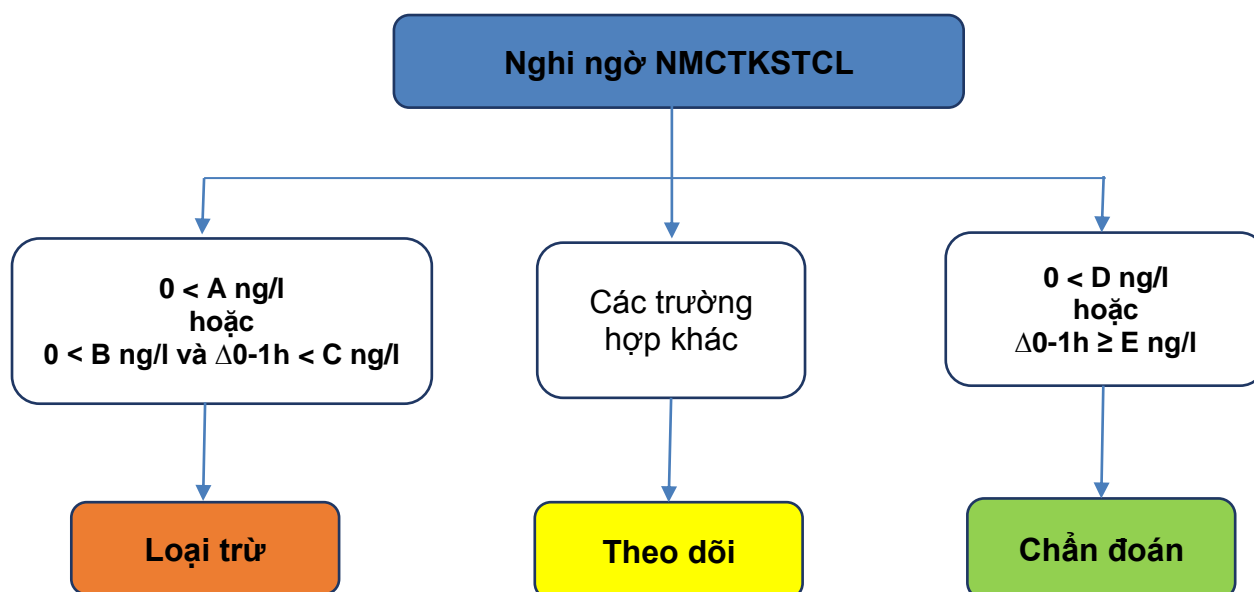 Nghi ngờ NMCTKSTCL
0 < A ng/l
hoặc
0 < B ng/l và ∆0-1h < C ng/l
Các trường
hợp khác
0 < D ng/l
hoặc
∆0-1h ≥ E ng/l
Loại trừ
Theo dõi
Chẩn đoán